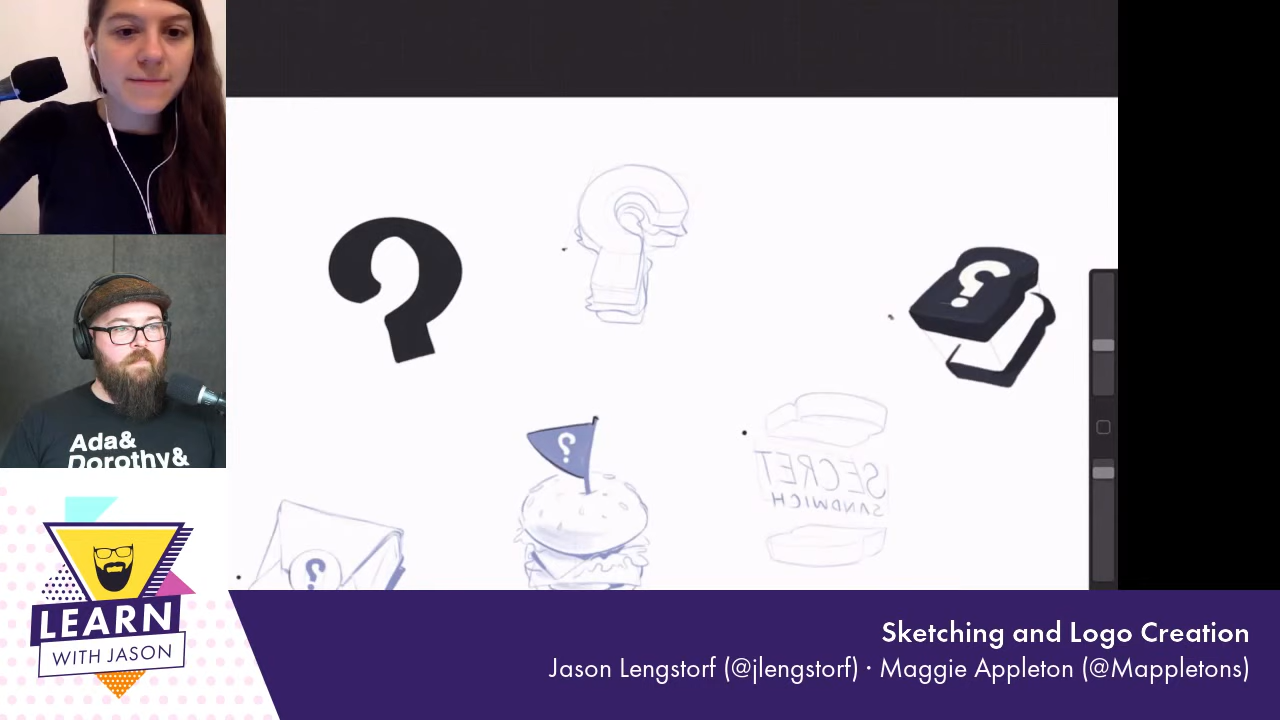 ?
?
?
SECRET
SANDWICH
?
Ada&
Dorothy&
LEARN
WITH JASON
Sketching and Logo Creation
Jason Lengstorf (@jlengstorf) · Maggie Appleton (@Mappletons)